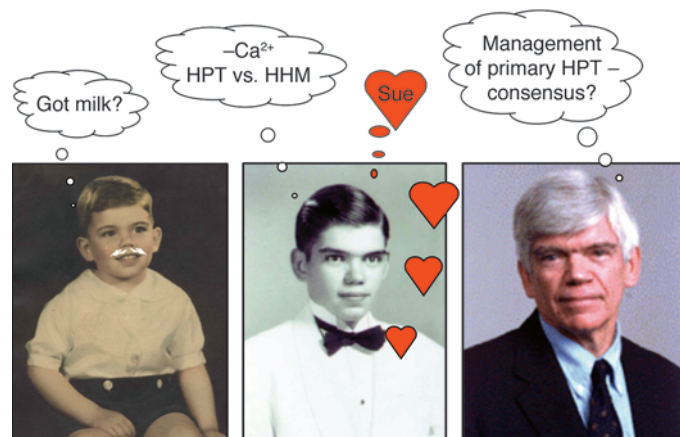 Got milk?
–Ca²⁺
HPT vs. HHM
Sue
Management
of primary HPT –
consensus?